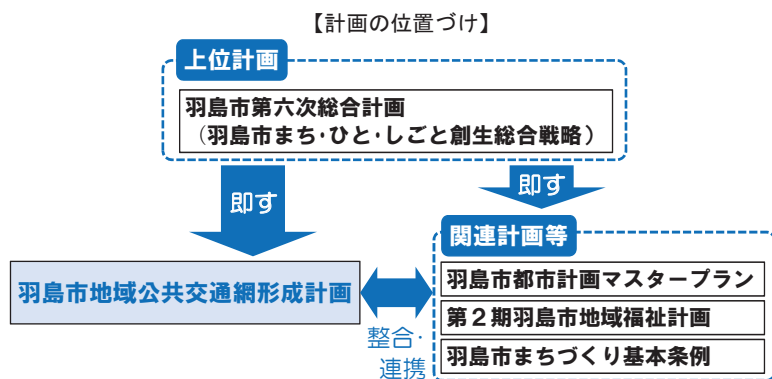 【計画の位置づけ】
上位計画
羽島市第六次総合計画
（羽島市まち･ひと･しごと創生総合戦略）
即す
即す
関連計画等
羽島市地域公共交通網形成計画
整合･
連携
羽島市都市計画マスタープラン
第２期羽島市地域福祉計画
羽島市まちづくり基本条例